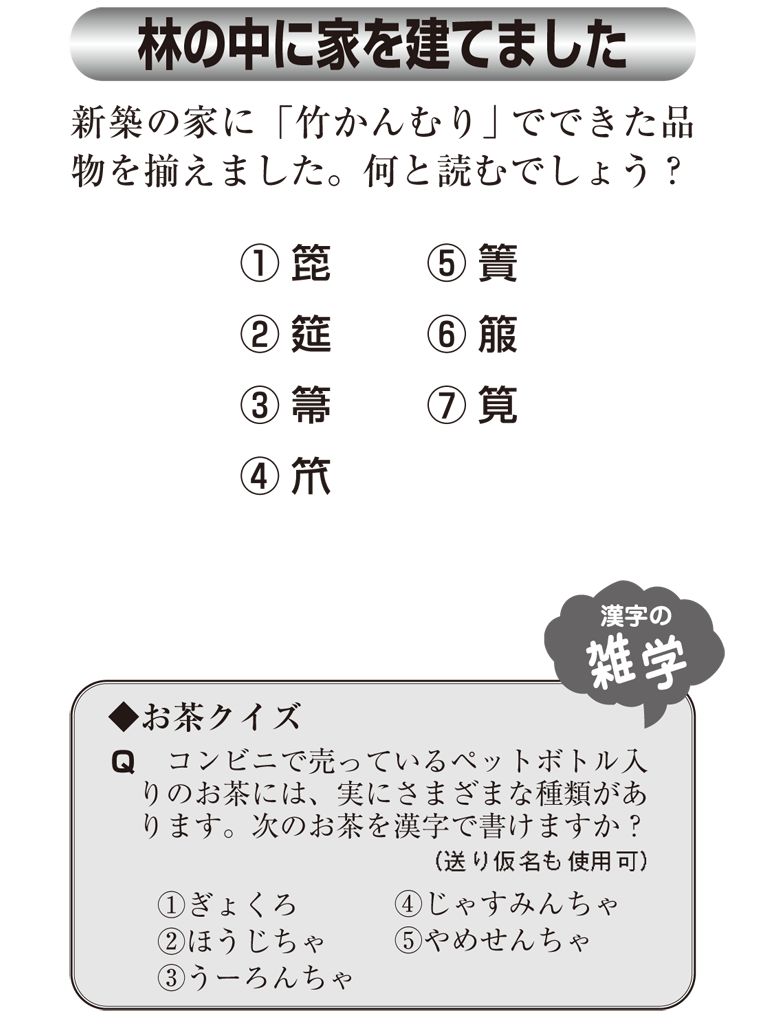 林の中に家を建てました
新築の家に「竹かんむり」でできた品
物を揃えました。何と読むでしょう？
① 箆
② 筵
③ 箒
④ 笊
⑤ 簀
⑥ 箙
⑦ 筧
漢字の
雑学
◆お茶クイズ
Q　コンビニで売っているペットボトル入
りのお茶には、実にさまざまな種類があ
ります。次のお茶を漢字で書けますか？
（送り仮名も使用可）
①ぎょくろ
②ほうじちゃ
③うーろんちゃ
④じゃすみんちゃ
⑤やめせんちゃ